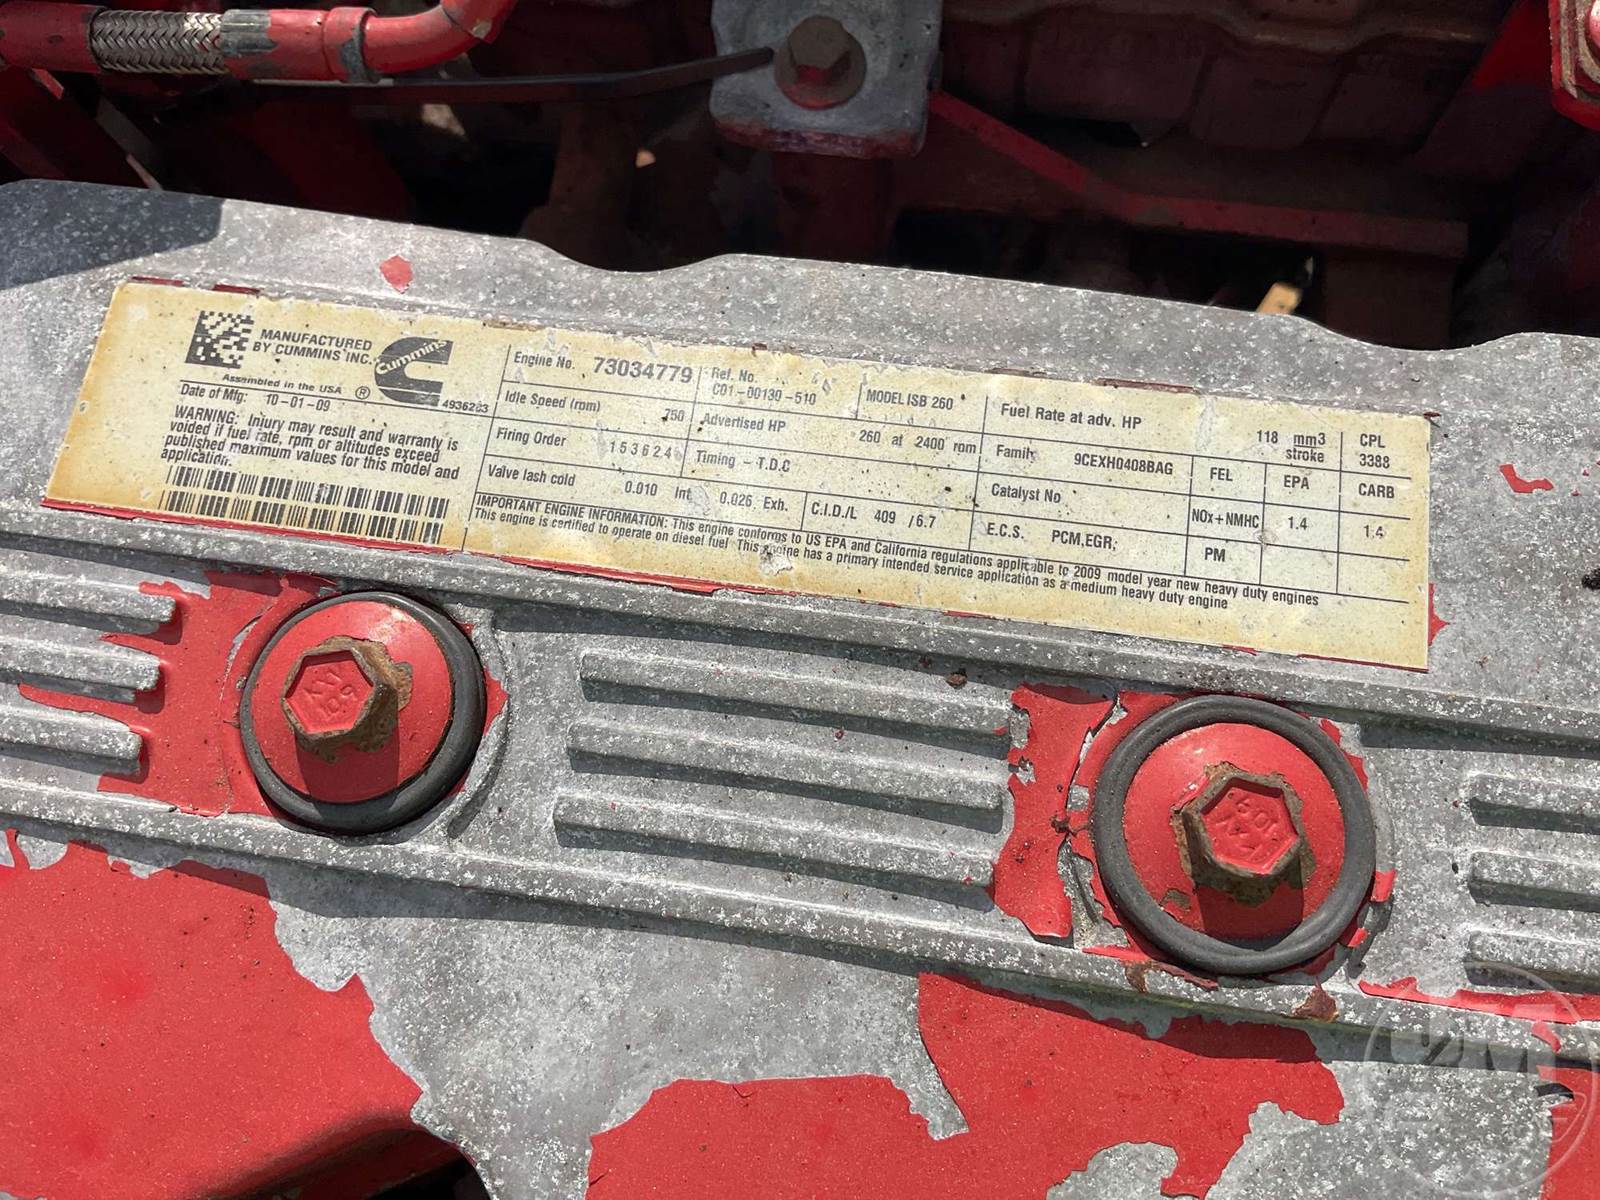 MANUFACTURED
BY CUMMINS INC.
Cummins
Assembled in the USA ®
4936283
Date of Mfg: 10-01-09
WARNING: Injury may result and warranty is
voided if fuel rate, rpm or altitudes exceed
published maximum values for this model and
application.
Engine No. 73034779
Ref. No.
C01-00130-510
MODEL ISB 260
Fuel Rate at adv. HP
118 mm3
stroke
CPL
3388
Idle Speed (rpm) 750
Advertised HP 260 at 2400 rpm
Family 9CEXH0408BAG
FEL
EPA
CARB
Firing Order 153624
Timing - T.D.C
Catalyst No
NOx+NMHC
1.4
1.4
Valve lash cold 0.010 Int. 0.026 Exh.
C.I.D./L 409 / 6.7
E.C.S. PCM,EGR;
PM
IMPORTANT ENGINE INFORMATION: This engine conforms to US EPA and California regulations applicable to 2009 model year new heavy duty engines
This engine is certified to operate on diesel fuel. This engine has a primary intended service application as a medium heavy duty engine
10.9
10.9